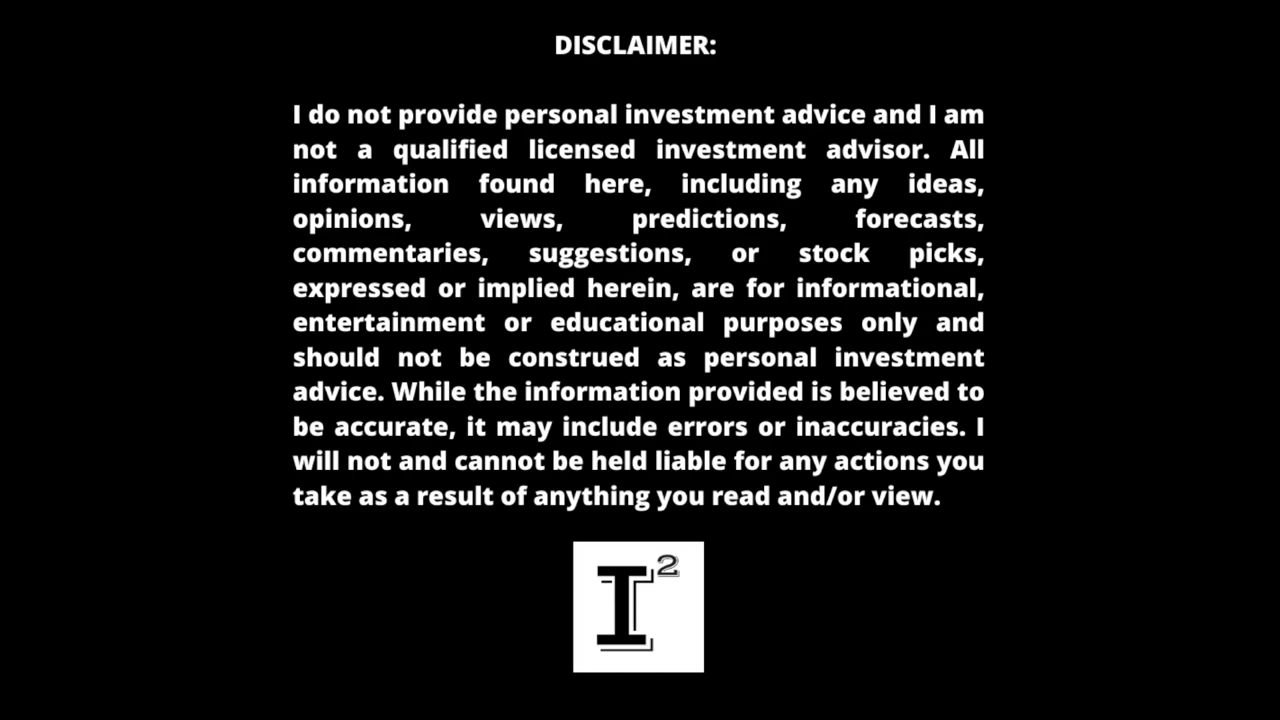 DISCLAIMER:
I do not provide personal investment advice and I am
not a qualified licensed investment advisor. All
information found here, including any ideas,
opinions, views, predictions, forecasts,
commentaries, suggestions, or stock picks,
expressed or implied herein, are for informational,
entertainment or educational purposes only and
should not be construed as personal investment
advice. While the information provided is believed to
be accurate, it may include errors or inaccuracies. I
will not and cannot be held liable for any actions you
take as a result of anything you read and/or view.
I²